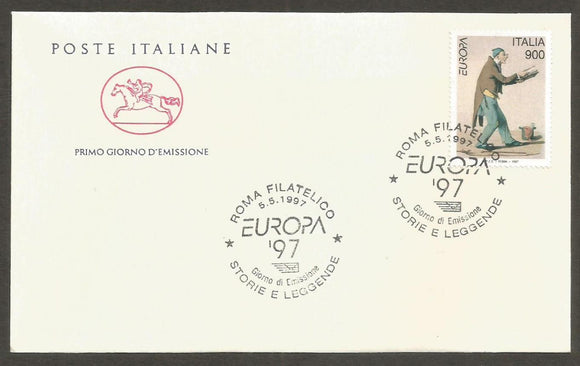 POSTE ITALIANE
PRIMO GIORNO D'EMISSIONE
EUROPA
ITALIA
900
ROMA FILATELICO
5.5.1997
EUROPA
'97
Giorno di Emissione
STORIE E LEGGENDE
ROMA FILATELICO
5.5.1997
EUROPA
'97
Giorno di Emissione
STORIE E LEGGENDE